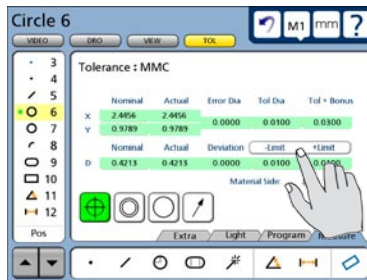 Circle 6
M1 mm ?
VIDEO DRO VIEW TOL
3
4
5
6
7
8
9
10
11
12
Pos
Tolerance : MMC
Nominal Actual Error Dia Tol Dia Tol + Bonus
X 2.4456 2.4456 0.0000 0.0100 0.0300
Y 0.9789 0.9789
Nominal Actual Deviation -Limit +Limit
D 0.4213 0.4213 0.0000 0.0100 0.0100
Material Side:
Extra Light Program Measure